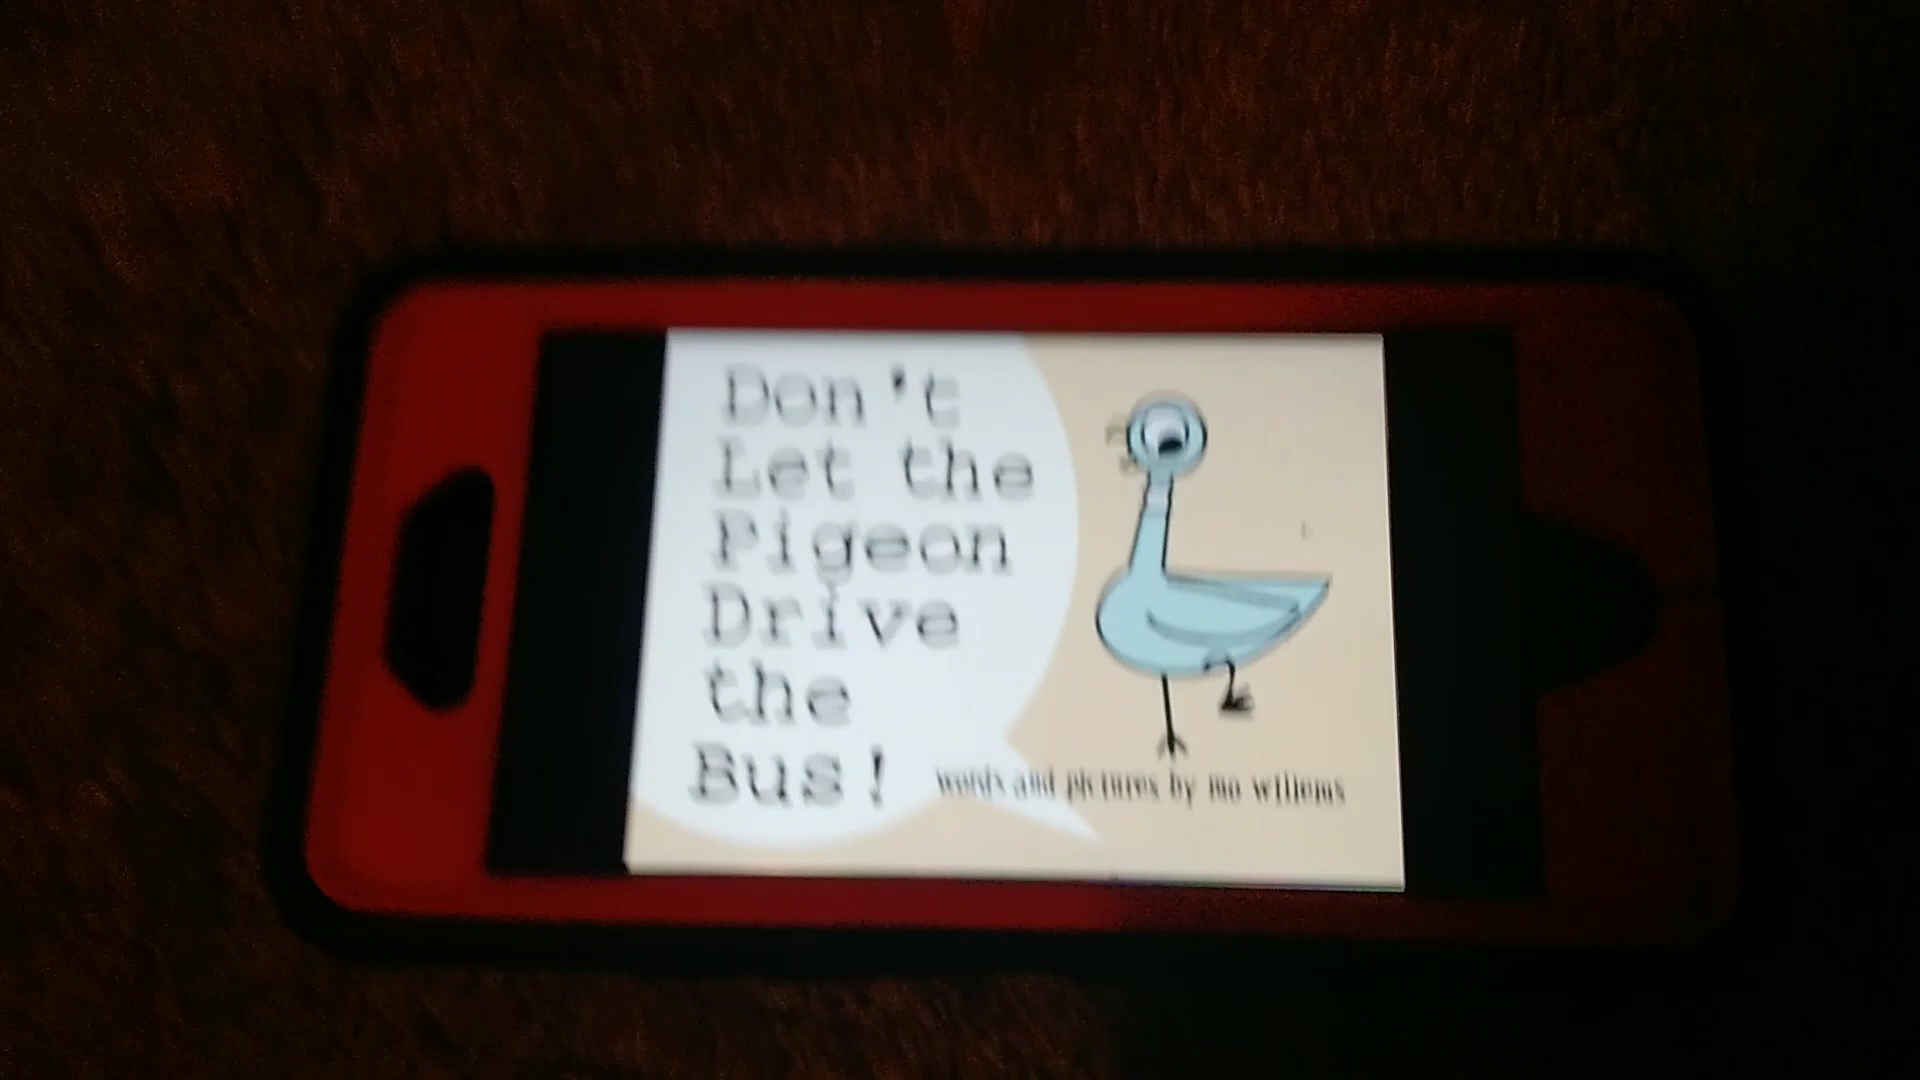 Don't
Let the
Pigeon
Drive
the
Bus!
words and pictures by mo willems